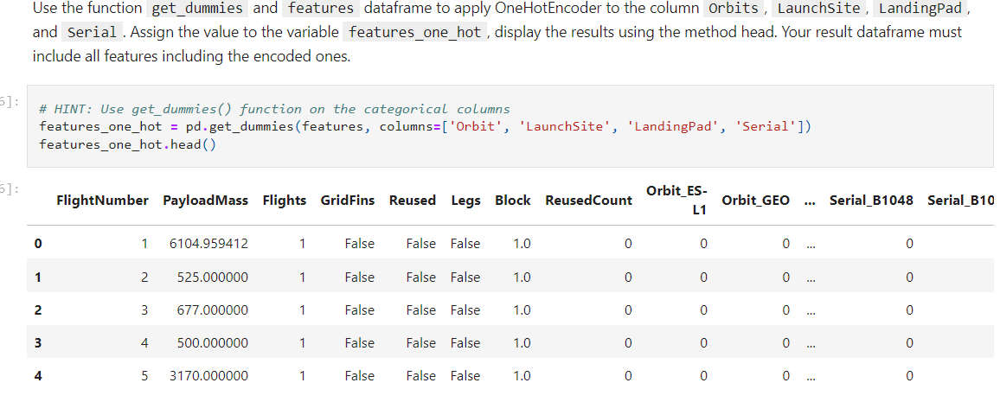 Use the function get_dummies and features dataframe to apply OneHotEncoder to the column Orbits, LaunchSite, LandingPad,
and Serial. Assign the value to the variable features_one_hot, display the results using the method head. Your result dataframe must
include all features including the encoded ones.
6]:
# HINT: Use get_dummies() function on the categorical columns
features_one_hot = pd.get_dummies(features, columns=['Orbit', 'LaunchSite', 'LandingPad', 'Serial'])
features_one_hot.head()
6]:
FlightNumber PayloadMass Flights GridFins Reused Legs Block ReusedCount Orbit_ES-L1 Orbit_GEO ... Serial_B1048 Serial_B10
0 1 6104.959412 1 False False False 1.0 0 0 0 ... 0
1 2 525.000000 1 False False False 1.0 0 0 0 ... 0
2 3 677.000000 1 False False False 1.0 0 0 0 ... 0
3 4 500.000000 1 False False False 1.0 0 0 0 ... 0
4 5 3170.000000 1 False False False 1.0 0 0 0 ... 0